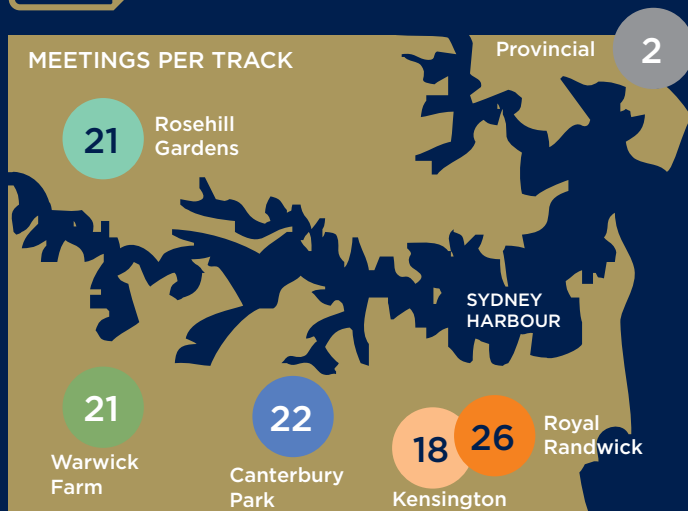 MEETINGS PER TRACK
Provincial
2
21
Rosehill
Gardens
SYDNEY
HARBOUR
21
Warwick
Farm
22
Canterbury
Park
18
Kensington
26
Royal
Randwick